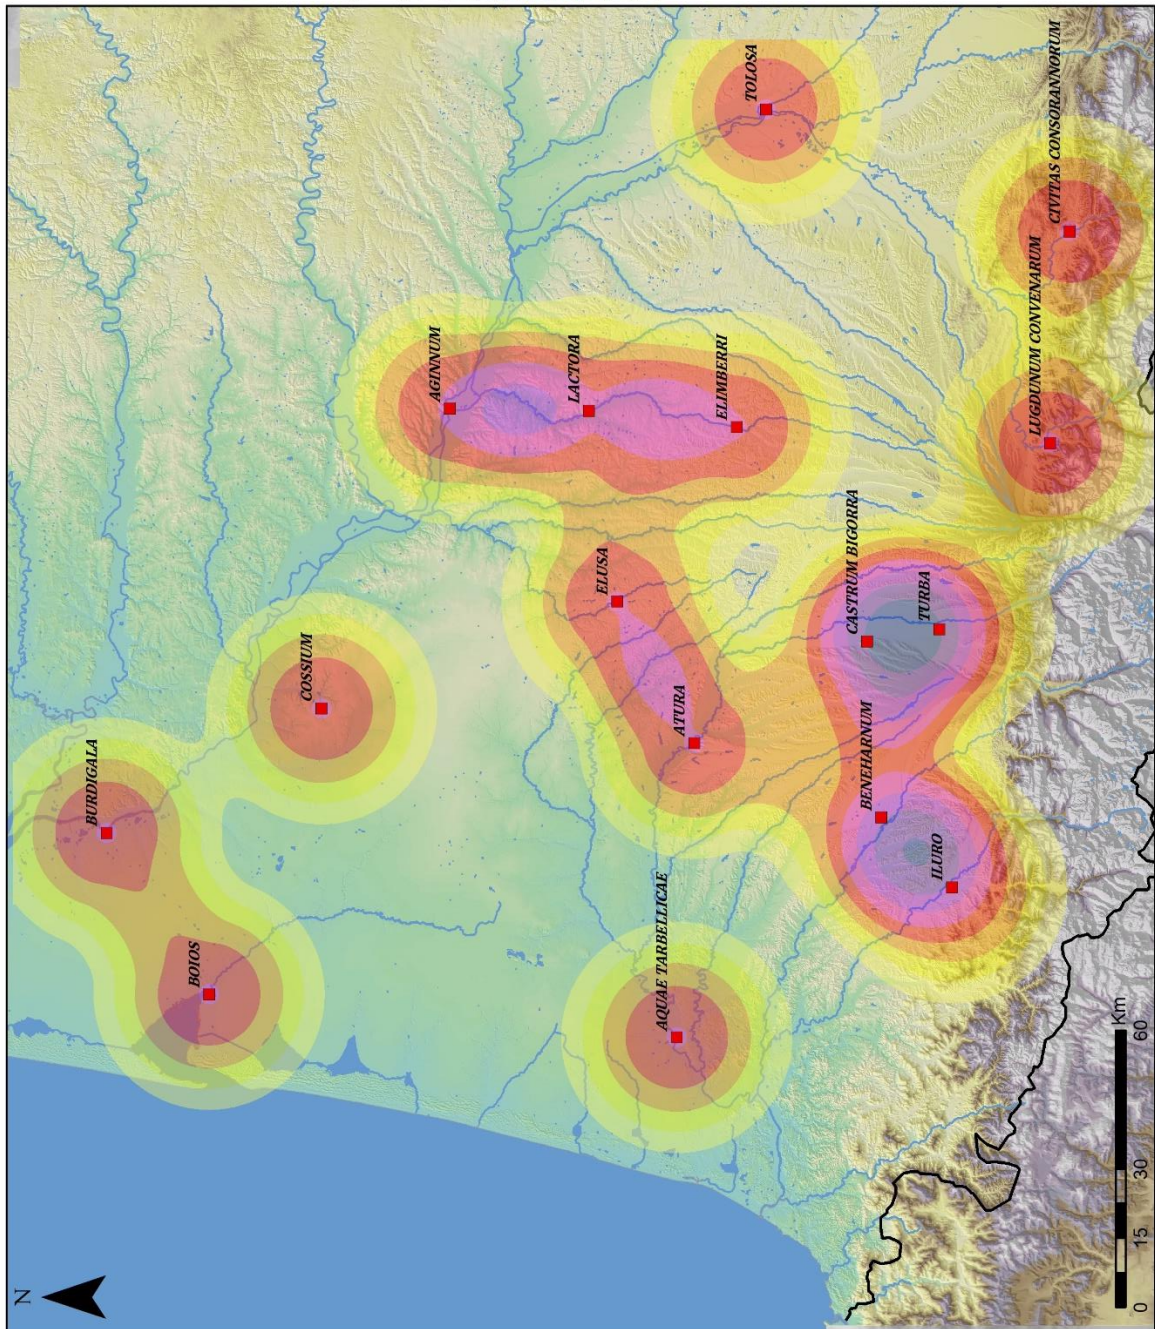 N
BURDIGALA
BOIOS
COSSIUM
AGINNUM
LACTORA
ELUSA
AQUAE TARBELLICAE
ATURA
ELIMBERRI
TOLOSA
CASTRUM BIGORRA
BENEHARNUM
TURBA
ILURO
LUGDUNUM CONVENARUM
CIVITAS CONSORANNORUM
Km
0 15 30 60